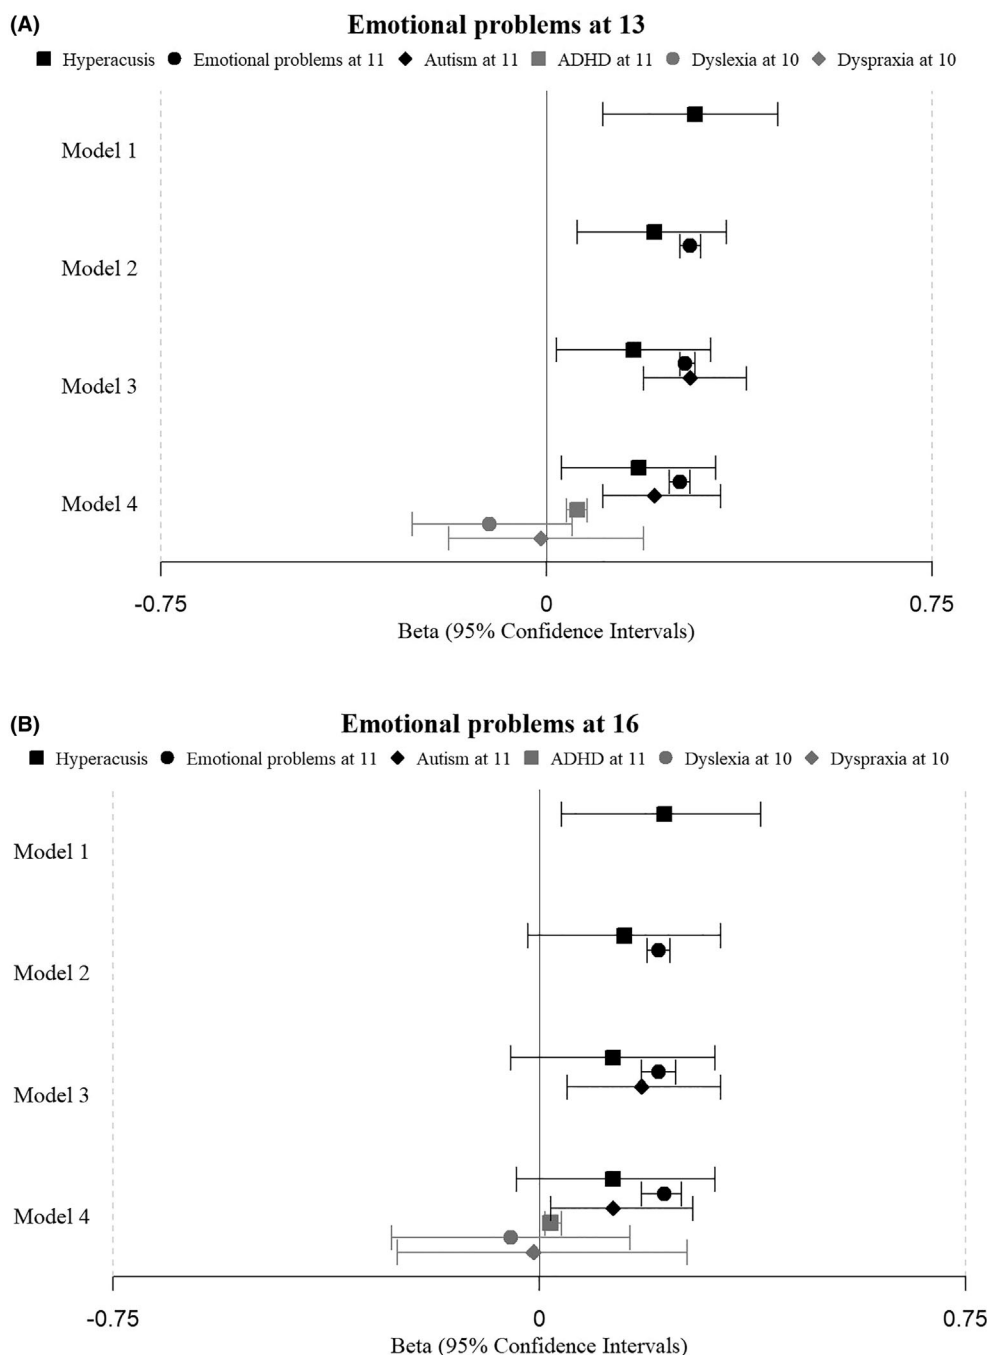 (A)
Emotional problems at 13
Hyperacusis Emotional problems at 11 Autism at 11 ADHD at 11 Dyslexia at 10 Dyspraxia at 10
Model 1
Model 2
Model 3
Model 4
-0.75 0 0.75
Beta (95% Confidence Intervals)
(B)
Emotional problems at 16
Hyperacusis Emotional problems at 11 Autism at 11 ADHD at 11 Dyslexia at 10 Dyspraxia at 10
Model 1
Model 2
Model 3
Model 4
-0.75 0 0.75
Beta (95% Confidence Intervals)